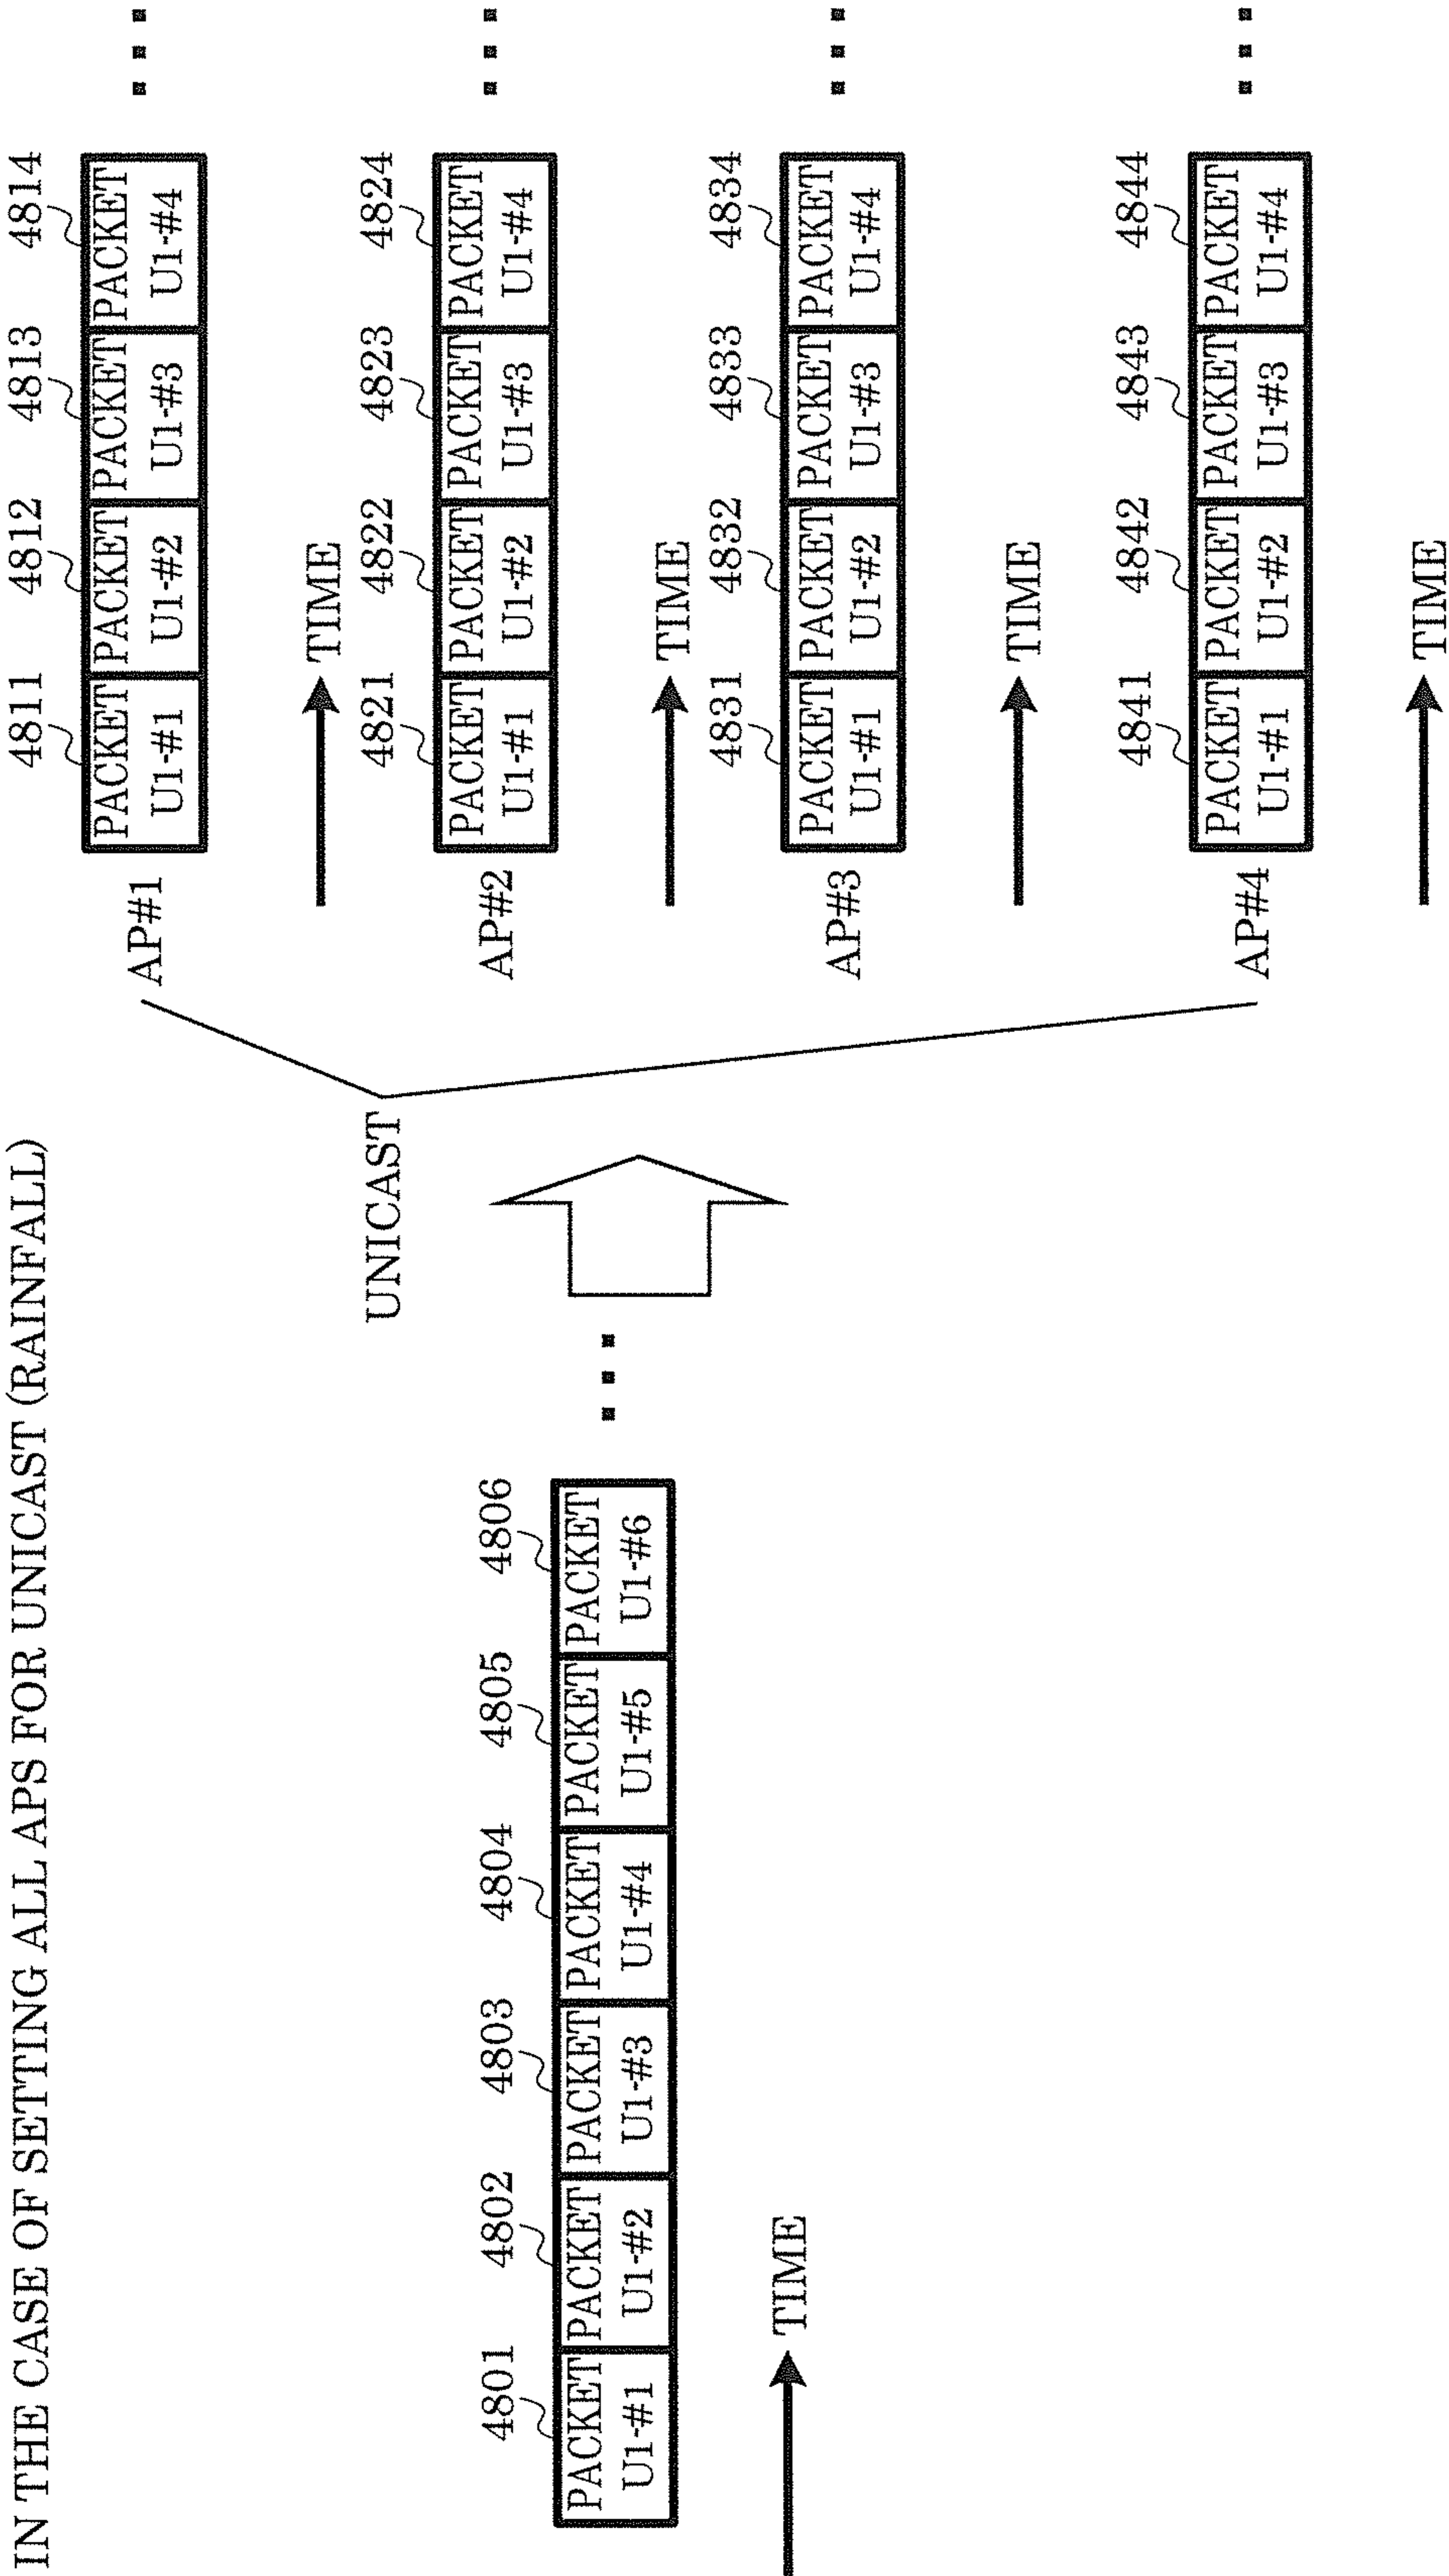 IN THE CASE OF SETTING ALL APS FOR UNICAST (RAINFALL)
4801 4802 4803 4804 4805 4806
PACKET PACKET PACKET PACKET PACKET PACKET
U1-#1 U1-#2 U1-#3 U1-#4 U1-#5 U1-#6
TIME
UNICAST
4811 4812 4813 4814
AP#1
PACKET PACKET PACKET PACKET
U1-#1 U1-#2 U1-#3 U1-#4
TIME
4821 4822 4823 4824
AP#2
PACKET PACKET PACKET PACKET
U1-#1 U1-#2 U1-#3 U1-#4
TIME
4831 4832 4833 4834
AP#3
PACKET PACKET PACKET PACKET
U1-#1 U1-#2 U1-#3 U1-#4
TIME
4841 4842 4843 4844
AP#4
PACKET PACKET PACKET PACKET
U1-#1 U1-#2 U1-#3 U1-#4
TIME